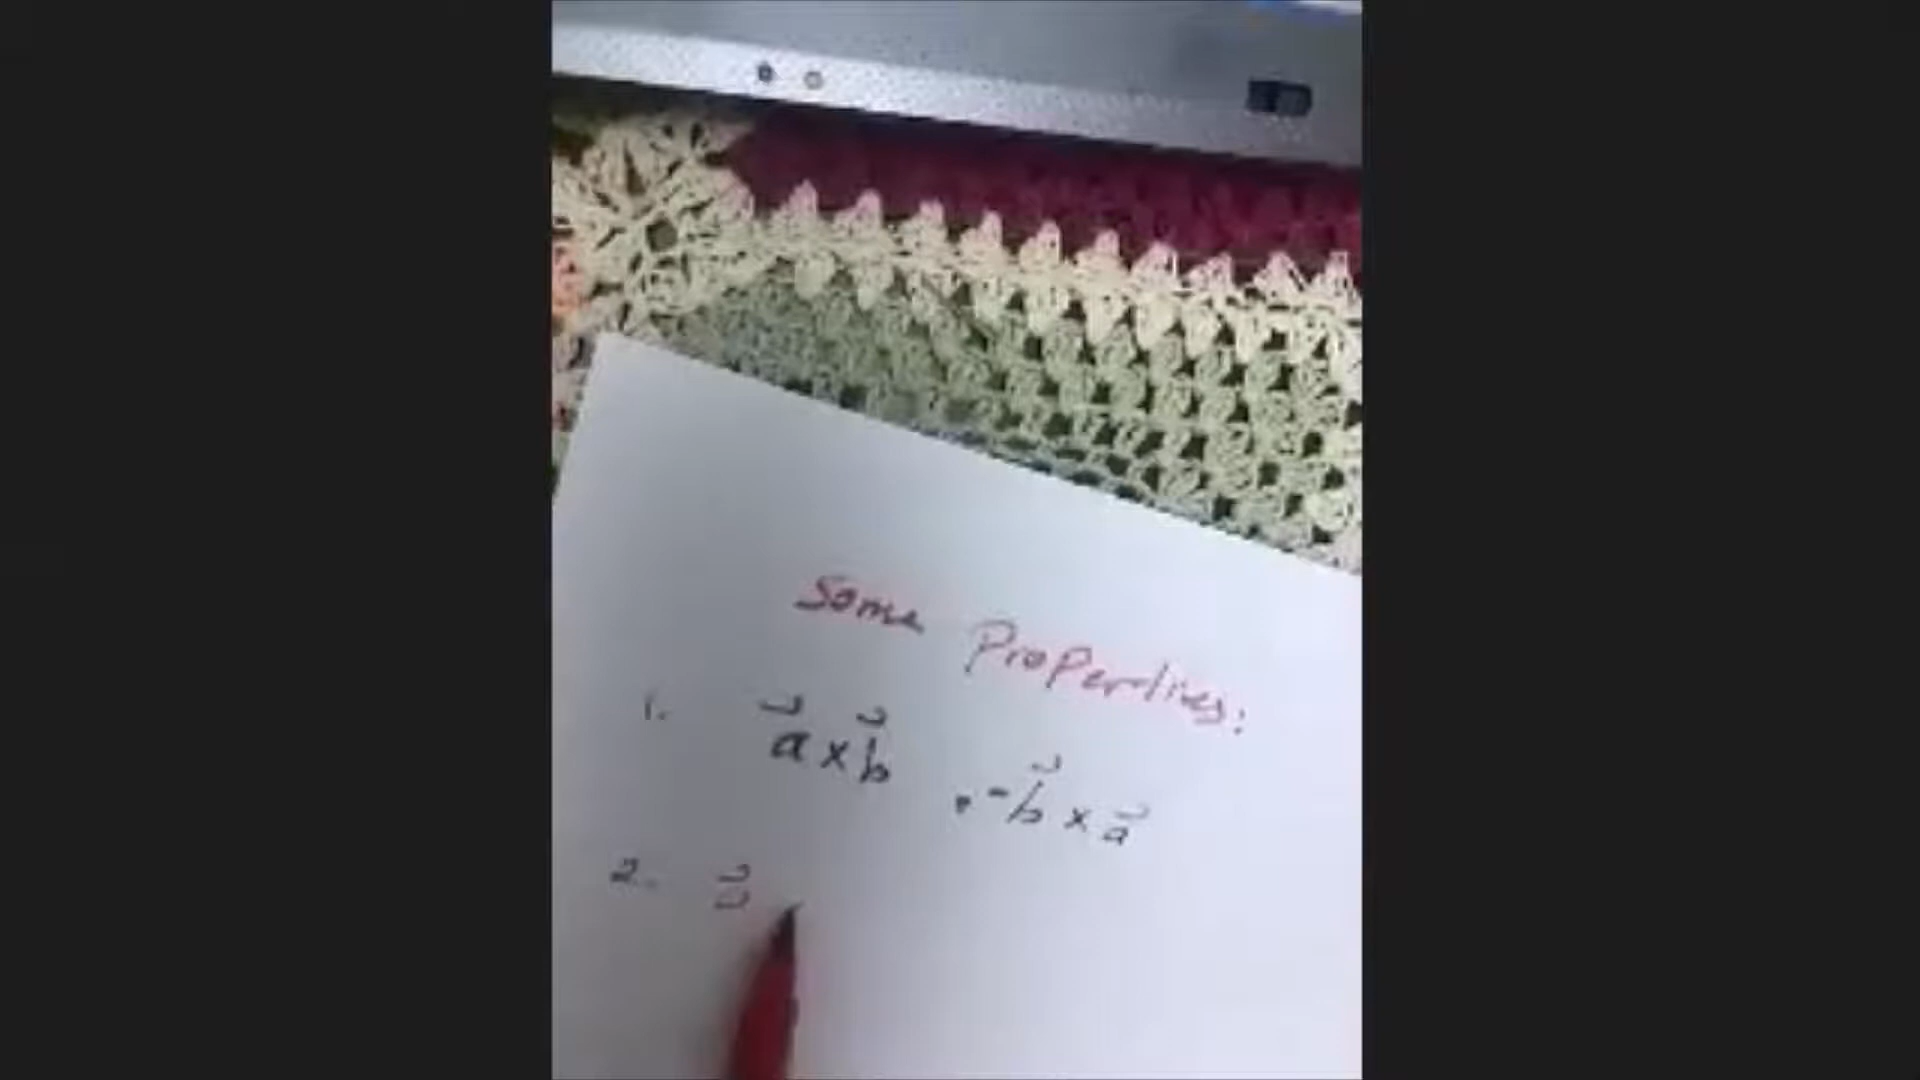 Some Properties:
1. a⃗ × b⃗ = -b⃗ × a⃗
2.